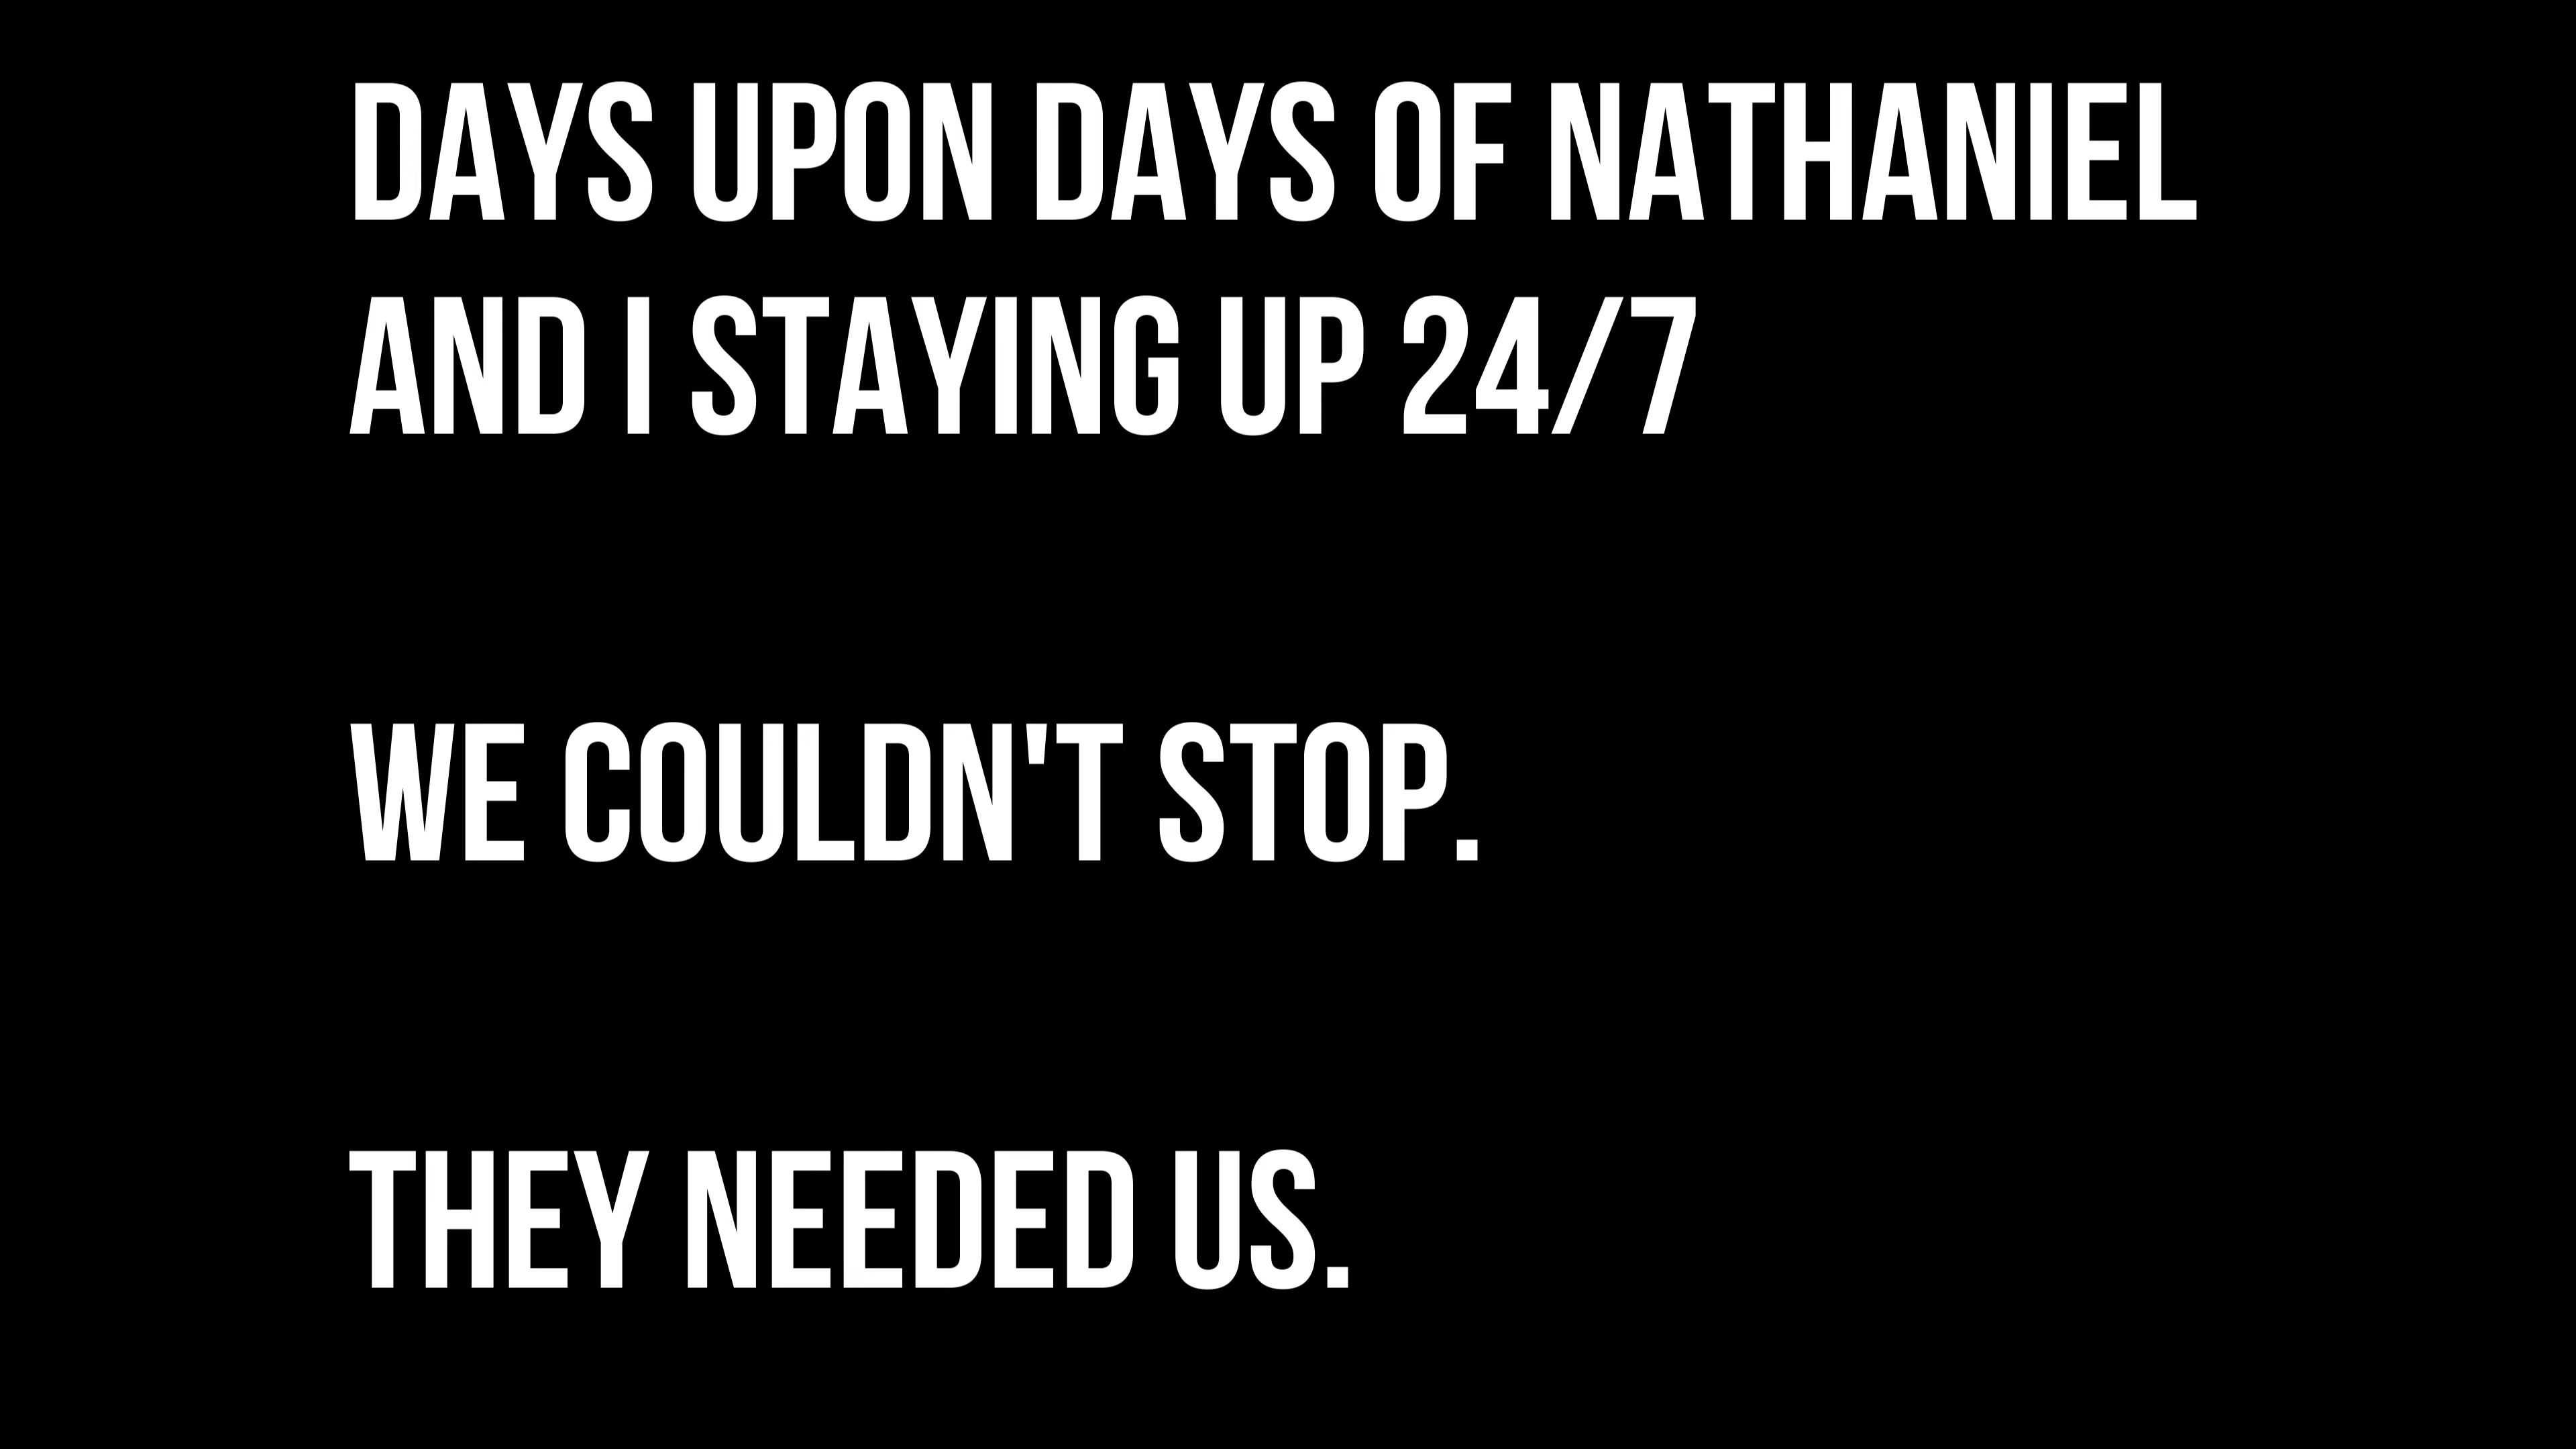 DAYS UPON DAYS OF NATHANIEL
AND I STAYING UP 24/7
WE COULDN'T STOP.
THEY NEEDED US.